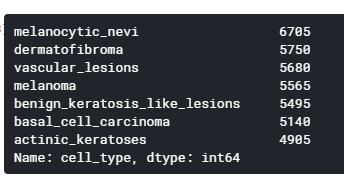 melanocytic_nevi 6705
dermatofibroma 5750
vascular_lesions 5680
melanoma 5565
benign_keratosis_like_lesions 5495
basal_cell_carcinoma 5140
actinic_keratoses 4905
Name: cell_type, dtype: int64